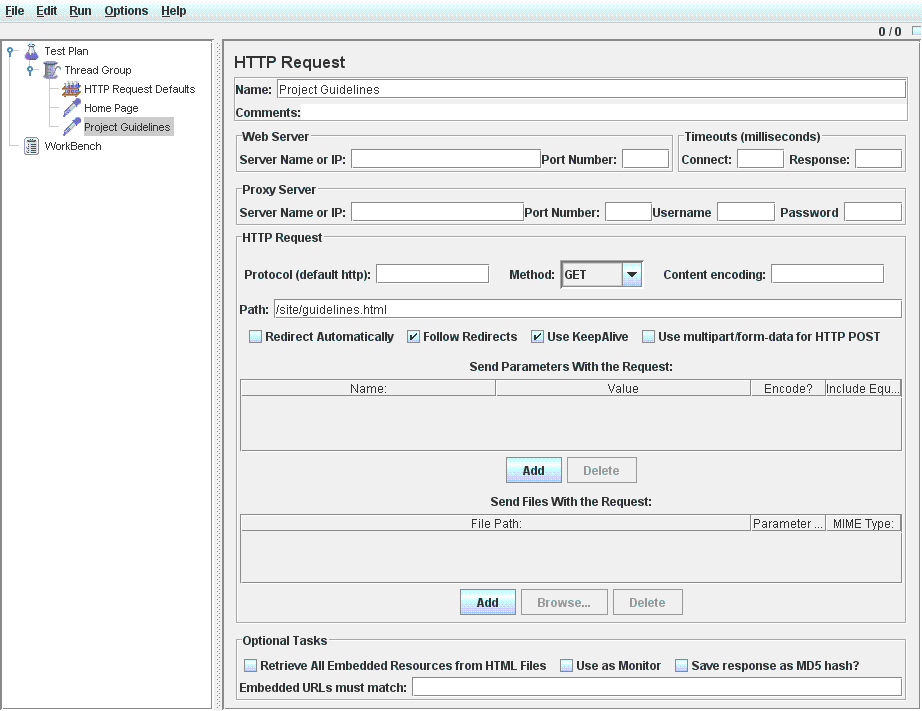 File Edit Run Options Help
0 / 0
Test Plan
Thread Group
HTTP Request Defaults
Home Page
Project Guidelines
WorkBench
HTTP Request
Name: Project Guidelines
Comments:
Web Server
Server Name or IP: Port Number:
Timeouts (milliseconds)
Connect: Response:
Proxy Server
Server Name or IP: Port Number: Username Password
HTTP Request
Protocol (default http): Method: GET Content encoding:
Path: /site/guidelines.html
Redirect Automatically Follow Redirects Use KeepAlive Use multipart/form-data for HTTP POST
Send Parameters With the Request:
Name: Value Encode? Include Equ...
Add Delete
Send Files With the Request:
File Path: Parameter ... MIME Type:
Add Browse... Delete
Optional Tasks
Retrieve All Embedded Resources from HTML Files Use as Monitor Save response as MD5 hash?
Embedded URLs must match: